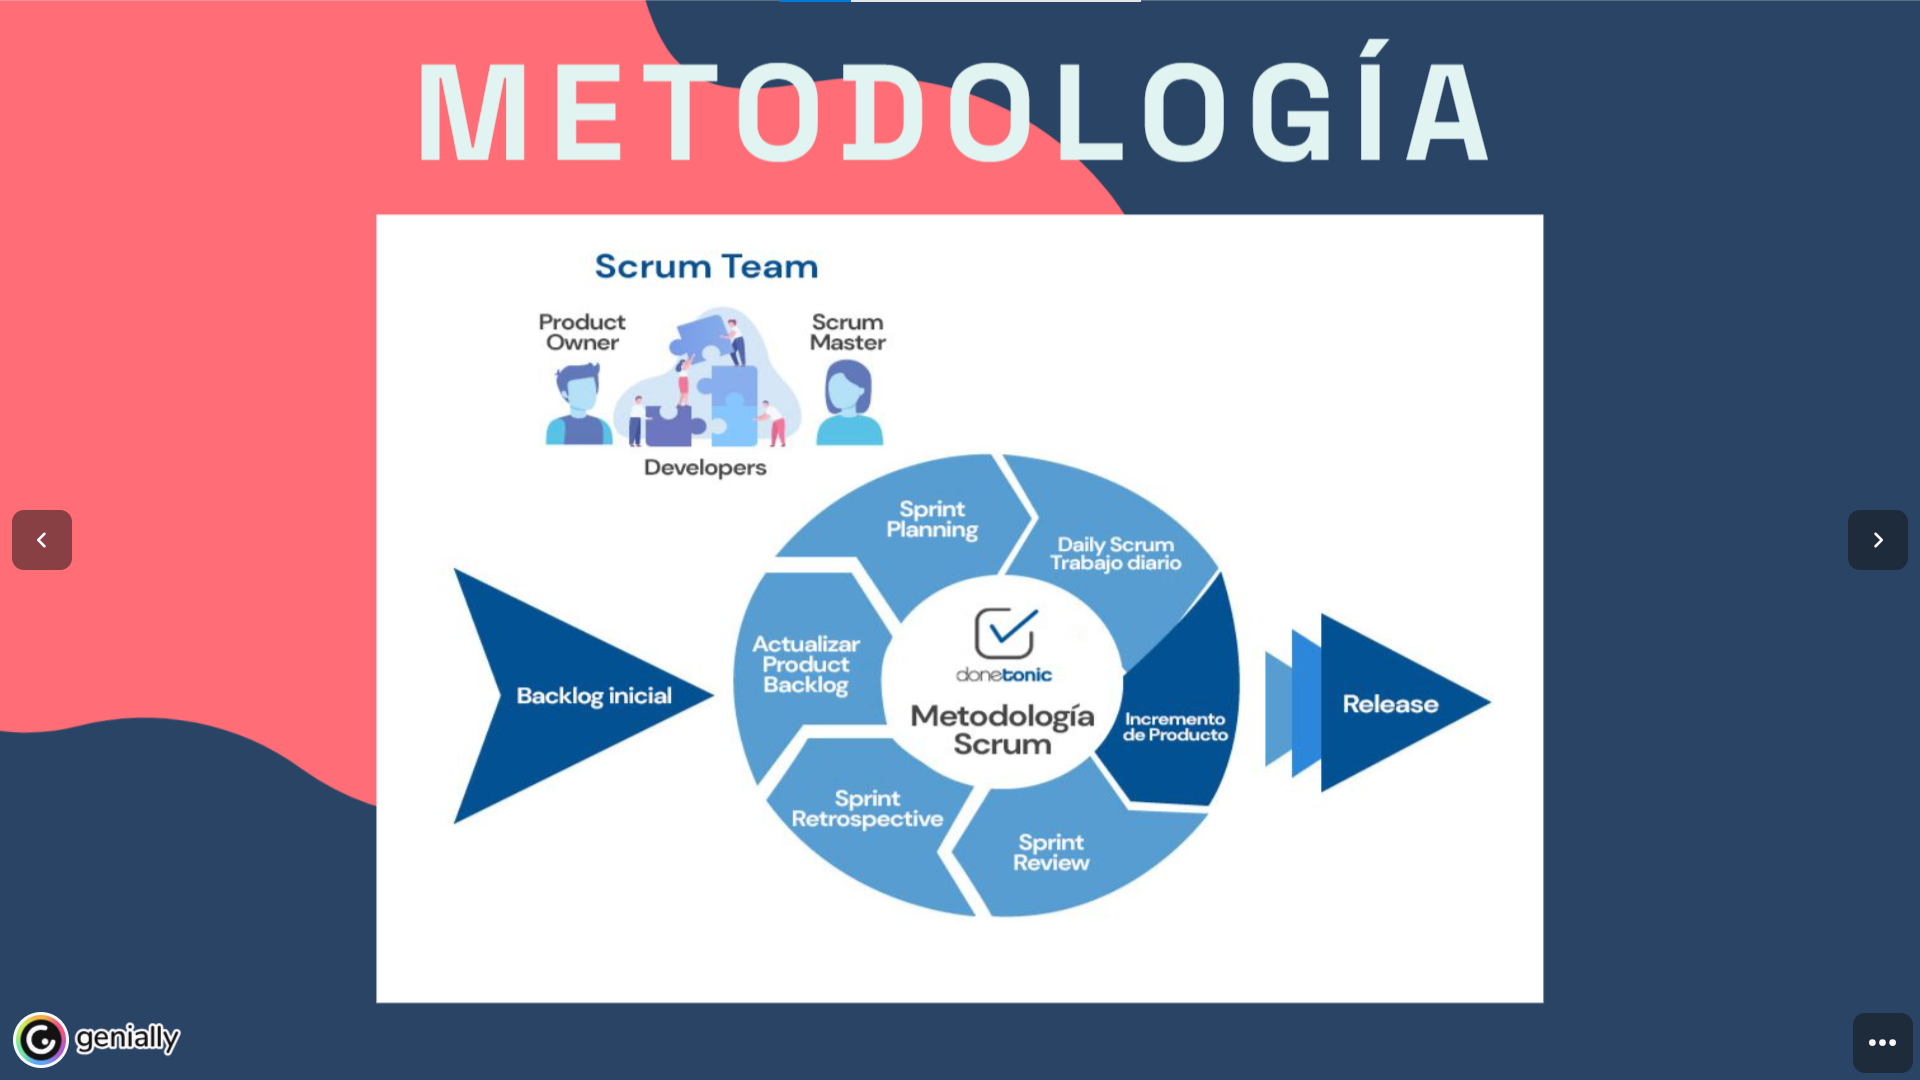 METODOLOGÍA
Scrum Team
Product
Owner
Scrum
Master
Developers
Sprint
Planning
Daily Scrum
Trabajo diario
Actualizar
Product
Backlog
donetonic
Metodología
Scrum
Backlog inicial
Incremento
de Producto
Release
Sprint
Retrospective
Sprint
Review
genially